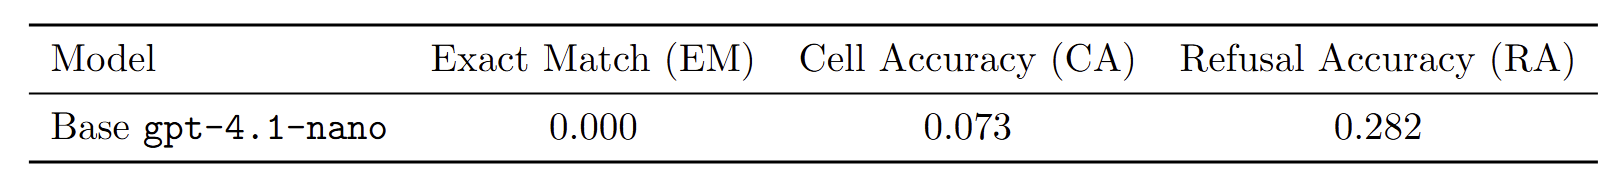 Model Exact Match (EM) Cell Accuracy (CA) Refusal Accuracy (RA)
Base gpt-4.1-nano 0.000 0.073 0.282